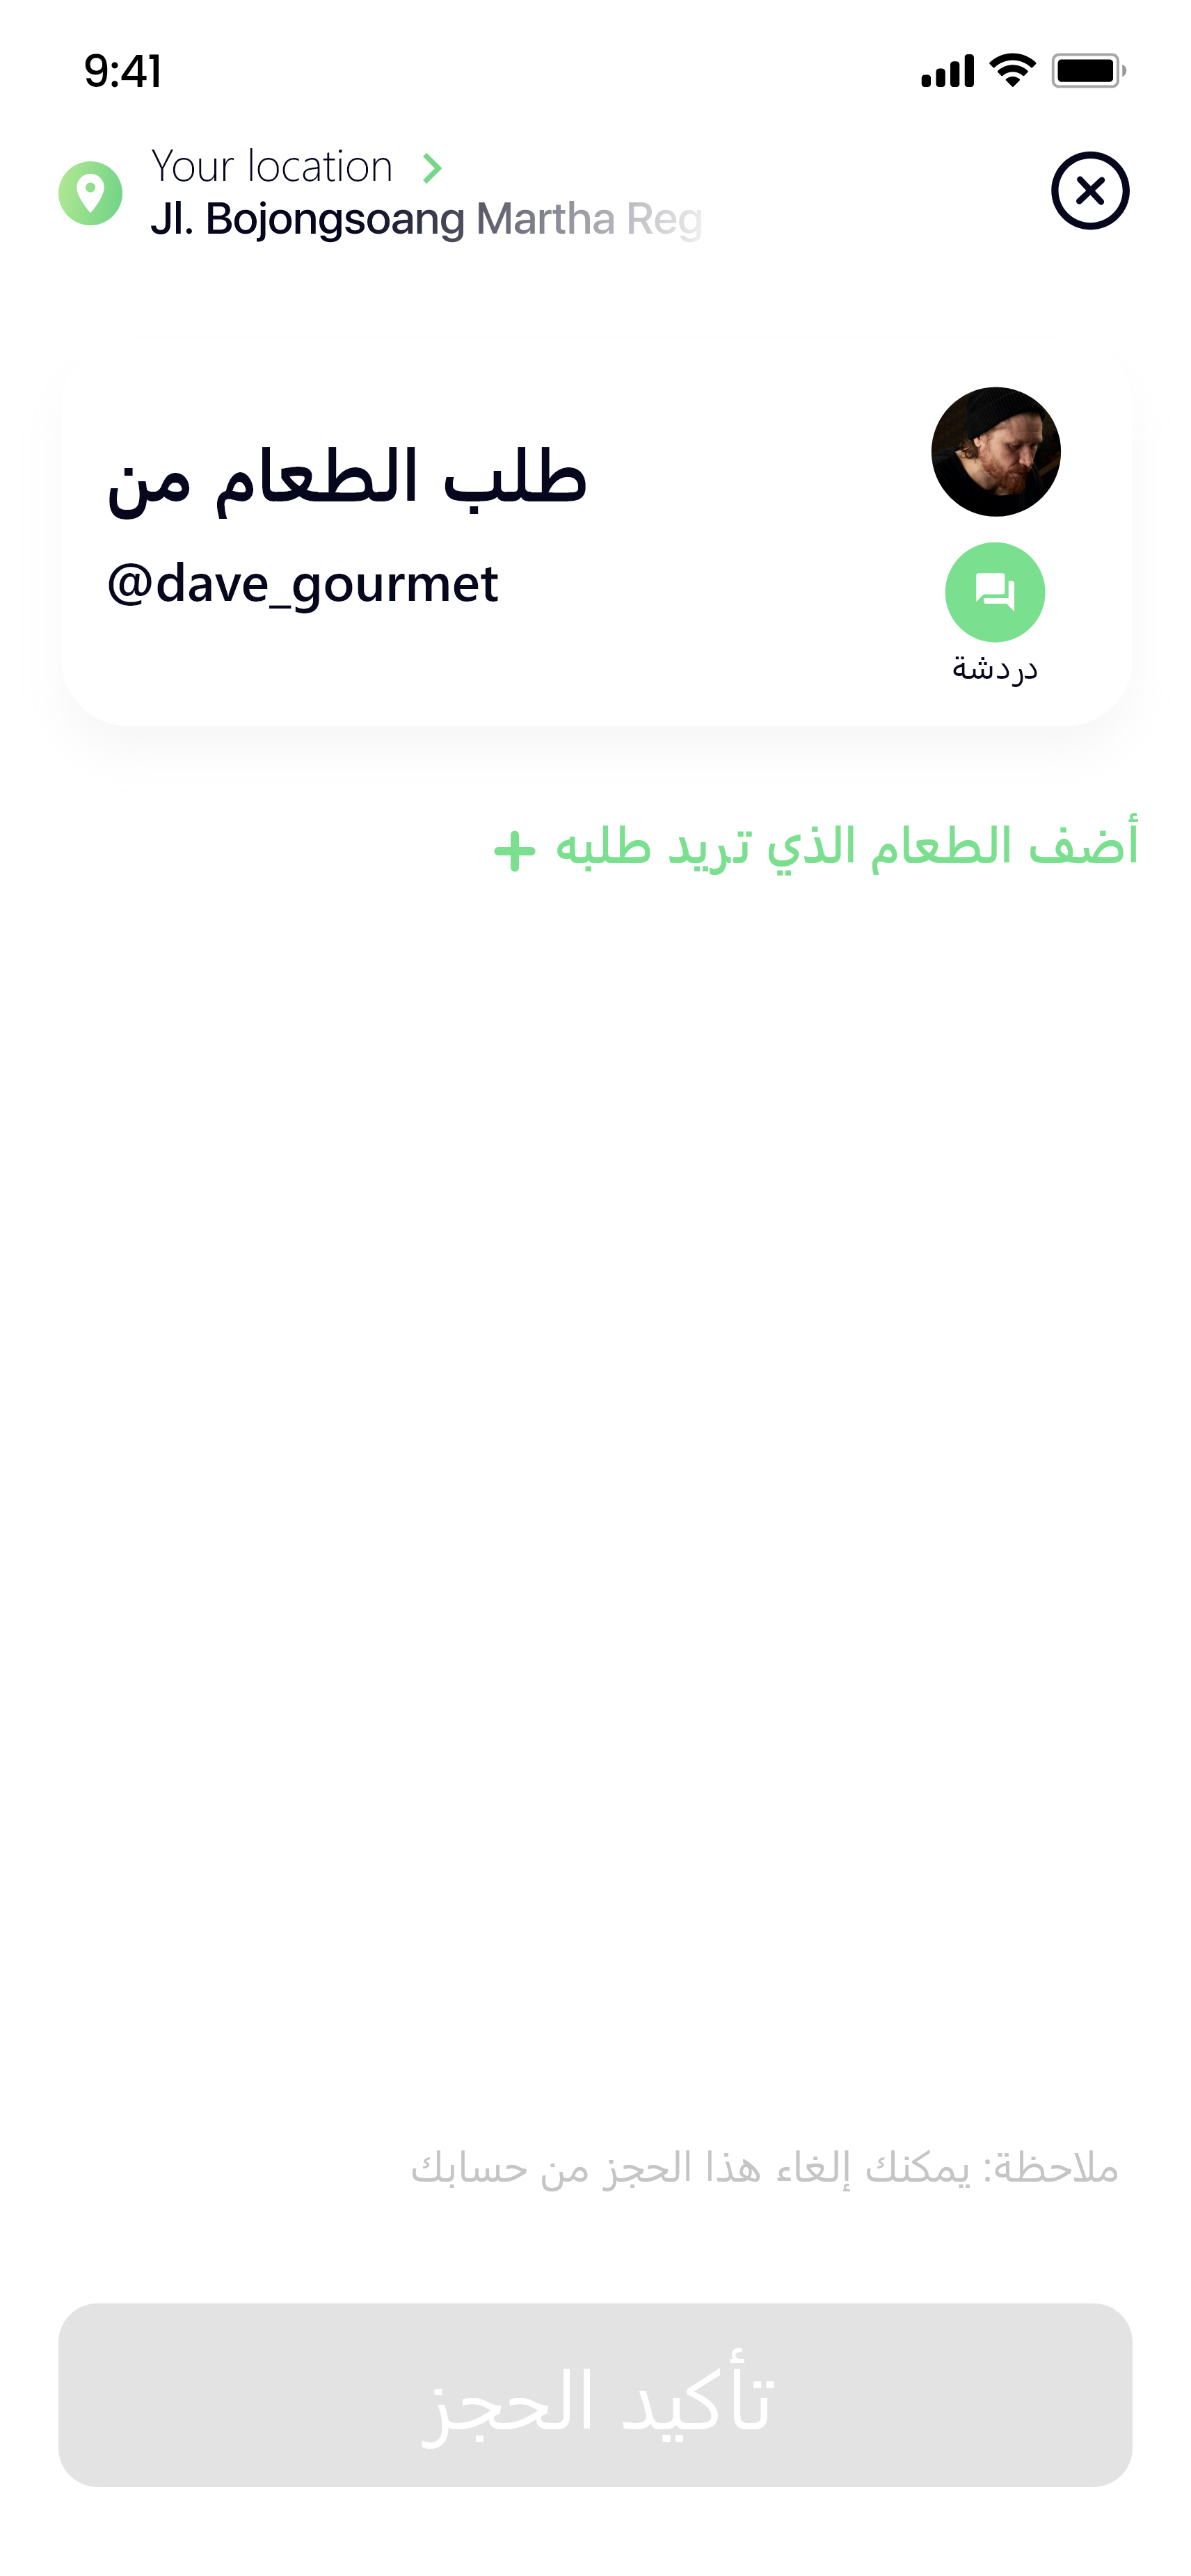 9:41
Your location
Jl. Bojongsoang Martha Reg
طلب الطعام من
@dave_gourmet
دردشة
أضف الطعام الذي تريد طلبه +
ملاحظة: يمكنك إلغاء هذا الحجز من حسابك
تأكيد الحجز